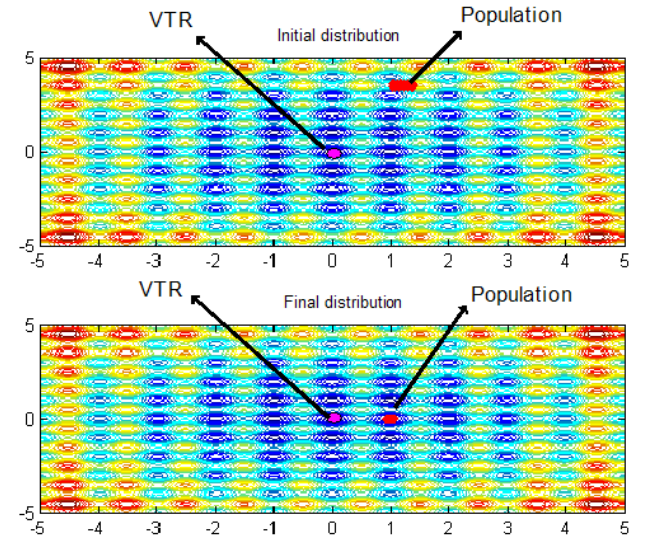 VTR
Initial distribution
Population
5
0
-5
-5 -4 -3 -2 -1 0 1 2 3 4 5
VTR
Final distribution
Population
5
0
-5
-5 -4 -3 -2 -1 0 1 2 3 4 5